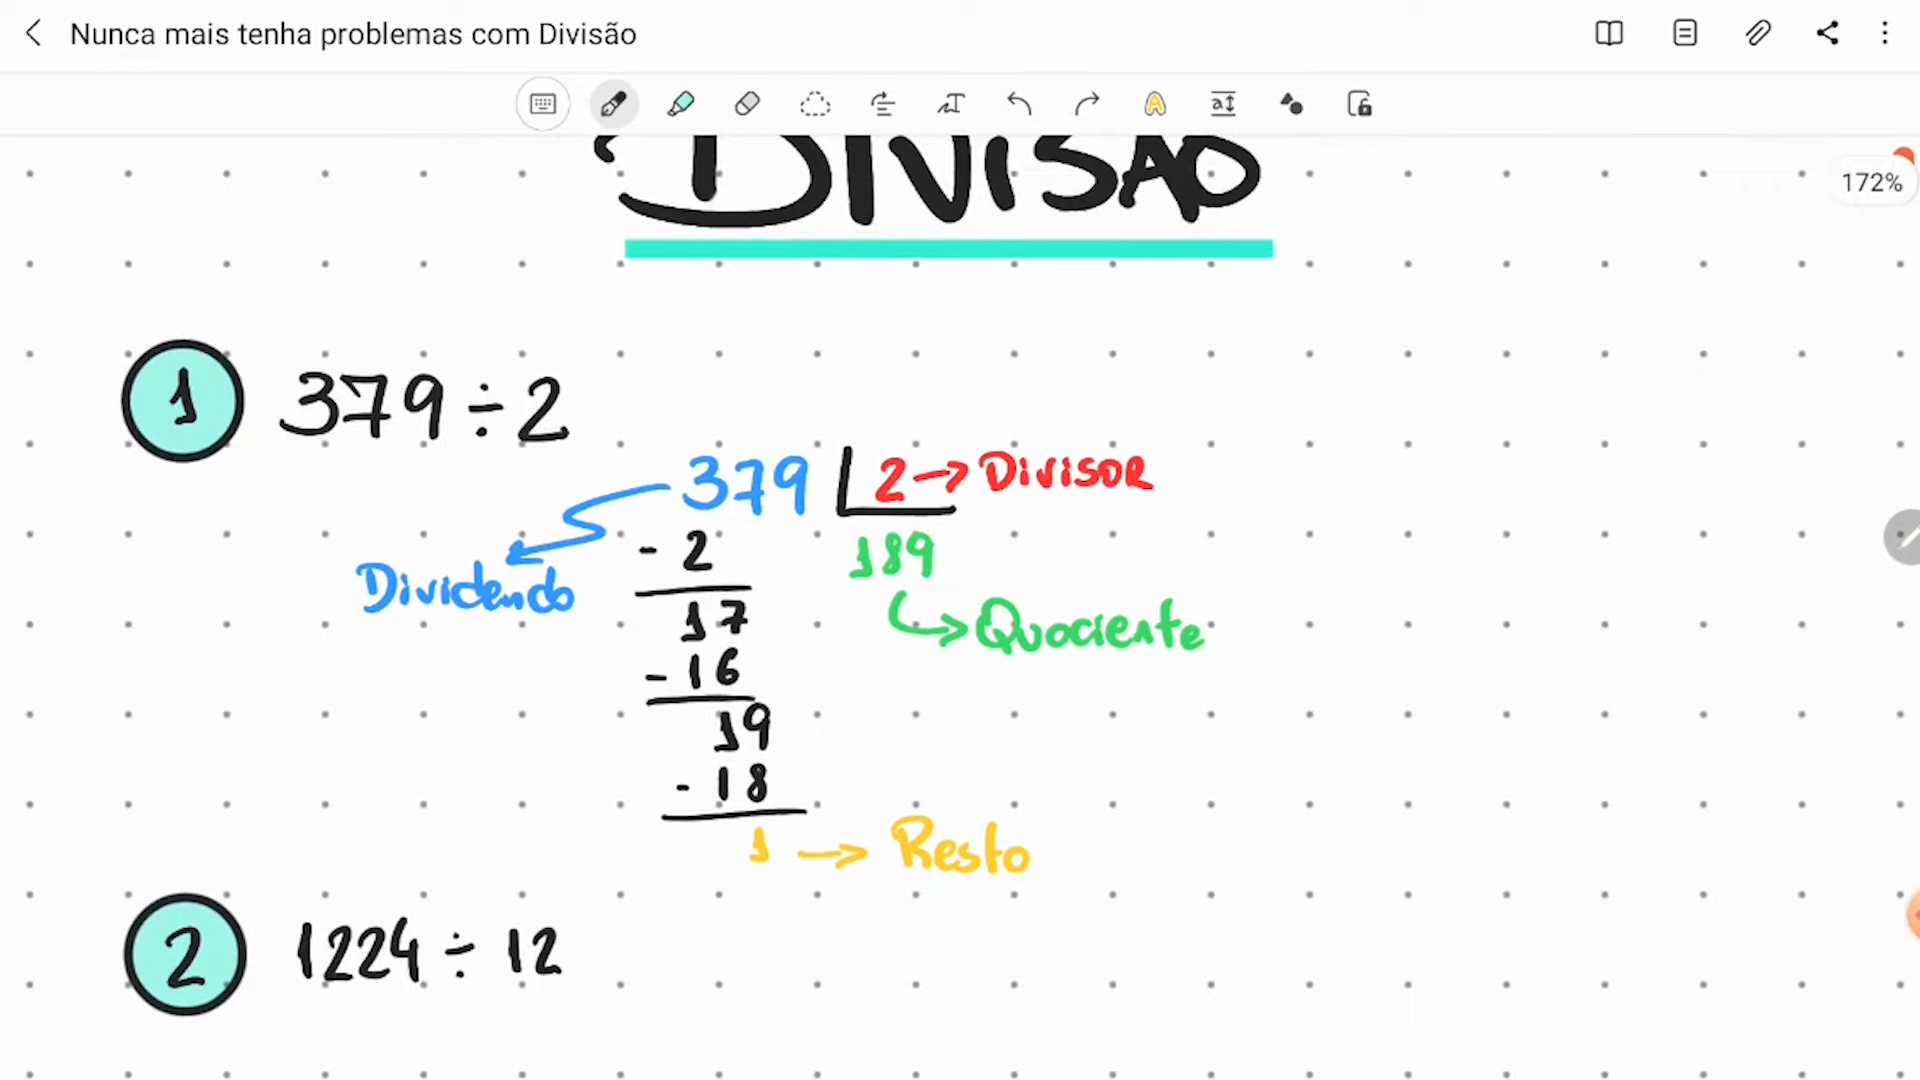 Nunca mais tenha problemas com Divisão
172%
DIVISÃO
1 379 ÷ 2
379 2 → Divisor
- 2 189
Dividendo
17 → Quociente
- 16
19
- 18
1 → Resto
2 1224 ÷ 12